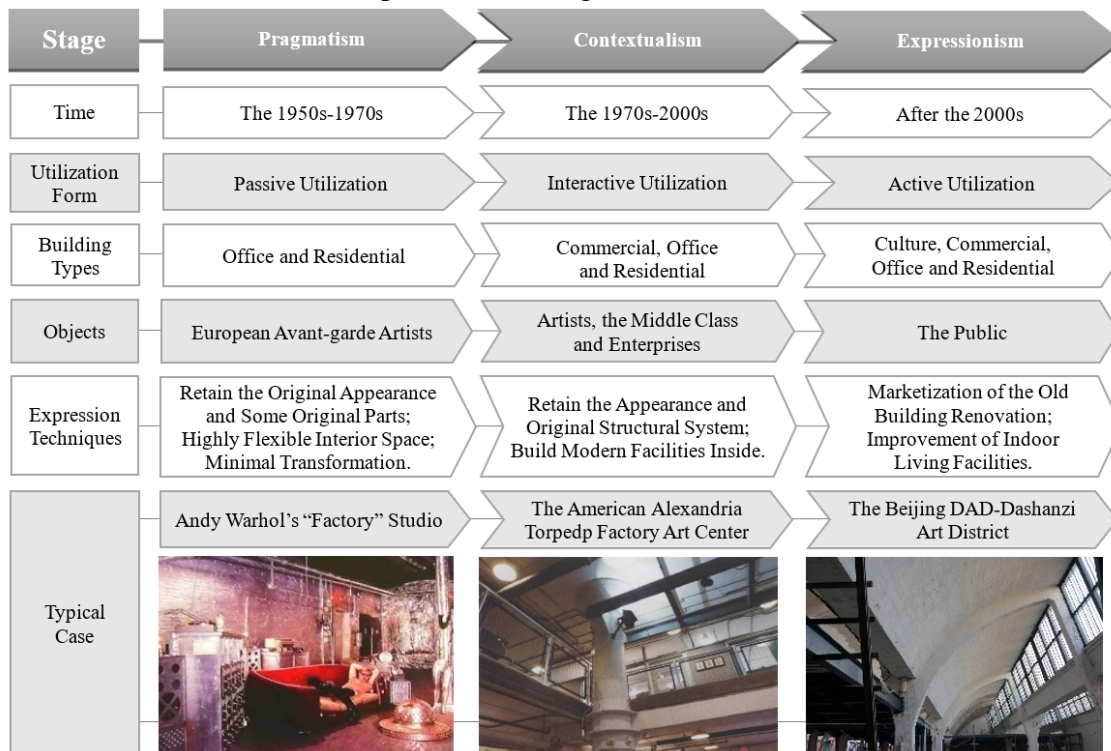 Stage
Pragmatism
Contextualism
Expressionism
Time
The 1950s-1970s
The 1970s-2000s
After the 2000s
Utilization
Form
Passive Utilization
Interactive Utilization
Active Utilization
Building
Types
Office and Residential
Commercial, Office
and Residential
Culture, Commercial,
Office and Residential
Objects
European Avant-garde Artists
Artists, the Middle Class
and Enterprises
The Public
Expression
Techniques
Retain the Original Appearance
and Some Original Parts;
Highly Flexible Interior Space;
Minimal Transformation.
Retain the Appearance and
Original Structural System;
Build Modern Facilities Inside.
Marketization of the Old
Building Renovation;
Improvement of Indoor
Living Facilities.
Typical
Case
Andy Warhol's “Factory” Studio
The American Alexandria
Torpedp Factory Art Center
The Beijing DAD-Dashanzi
Art District